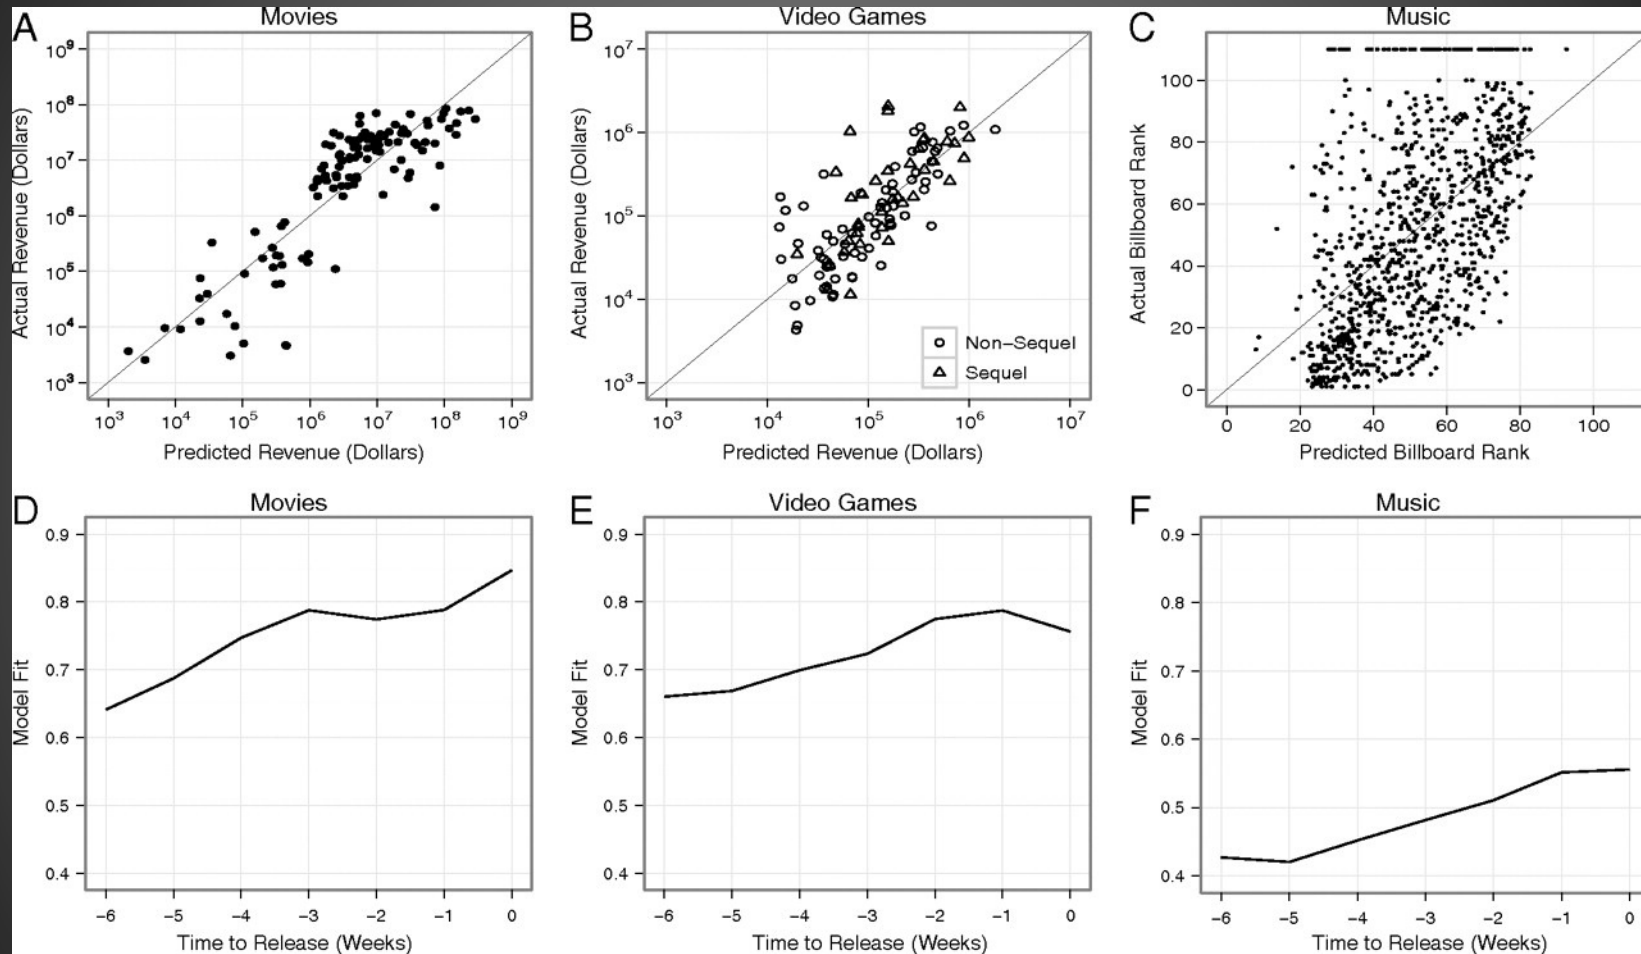 A
Movies
Actual Revenue (Dollars)
10⁹
10⁸
10⁷
10⁶
10⁵
10⁴
10³
10³ 10⁴ 10⁵ 10⁶ 10⁷ 10⁸ 10⁹
Predicted Revenue (Dollars)
B
Video Games
Actual Revenue (Dollars)
10⁷
10⁶
10⁵
10⁴
10³
Non–Sequel
Sequel
10³ 10⁴ 10⁵ 10⁶ 10⁷
Predicted Revenue (Dollars)
C
Music
Actual Billboard Rank
100
80
60
40
20
0
0 20 40 60 80 100
Predicted Billboard Rank
D
Movies
Model Fit
0.9
0.8
0.7
0.6
0.5
0.4
−6 −5 −4 −3 −2 −1 0
Time to Release (Weeks)
E
Video Games
Model Fit
0.9
0.8
0.7
0.6
0.5
0.4
−6 −5 −4 −3 −2 −1 0
Time to Release (Weeks)
F
Music
Model Fit
0.9
0.8
0.7
0.6
0.5
0.4
−6 −5 −4 −3 −2 −1 0
Time to Release (Weeks)